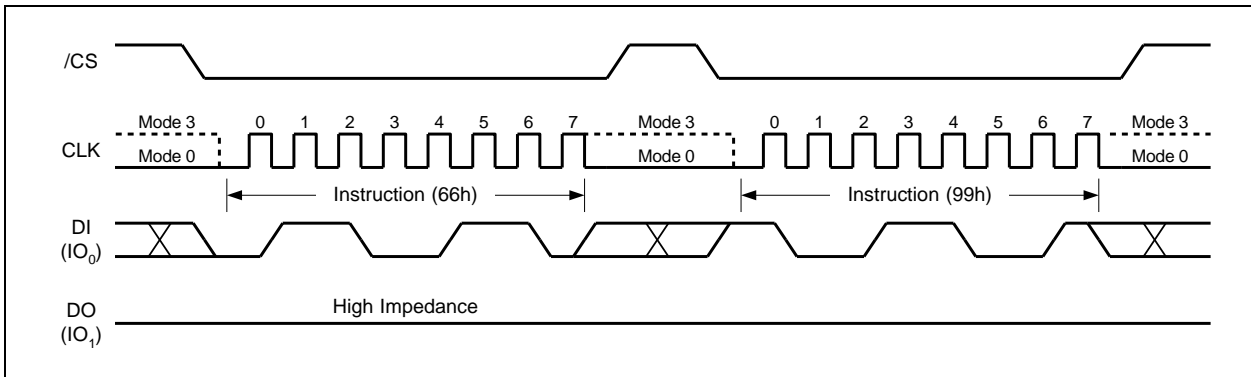 /CS
Mode 3 0 1 2 3 4 5 6 7 Mode 3 0 1 2 3 4 5 6 7 Mode 3
CLK
Mode 0 Mode 0 Mode 0
Instruction (66h) Instruction (99h)
DI
(IO0)
High Impedance
DO
(IO1)